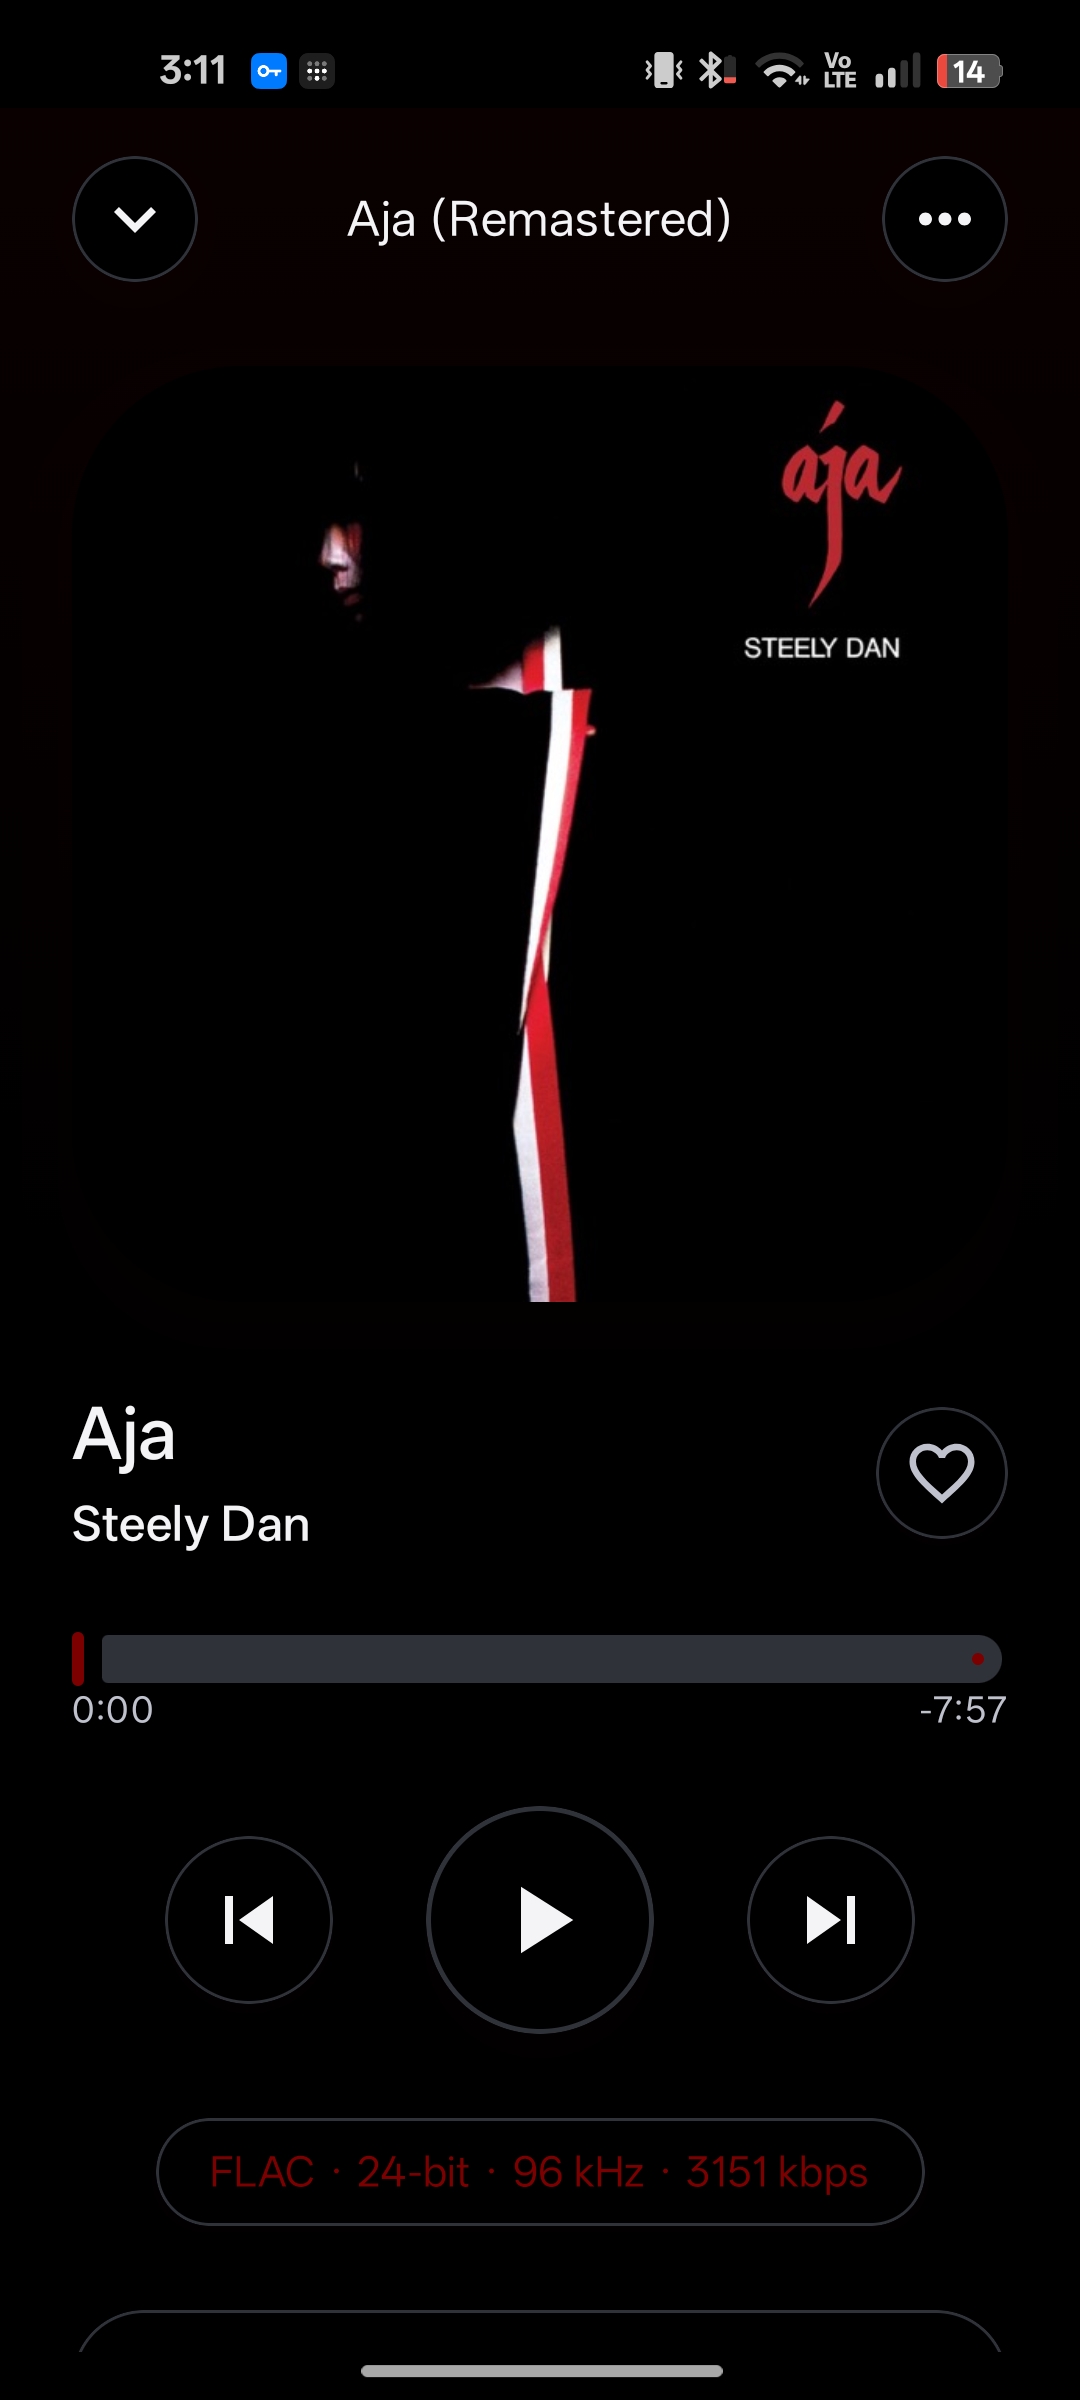 3:11
Vo
LTE
14
Aja (Remastered)
aja
STEELY DAN
Aja
Steely Dan
0:00
-7:57
FLAC · 24-bit · 96 kHz · 3151 kbps